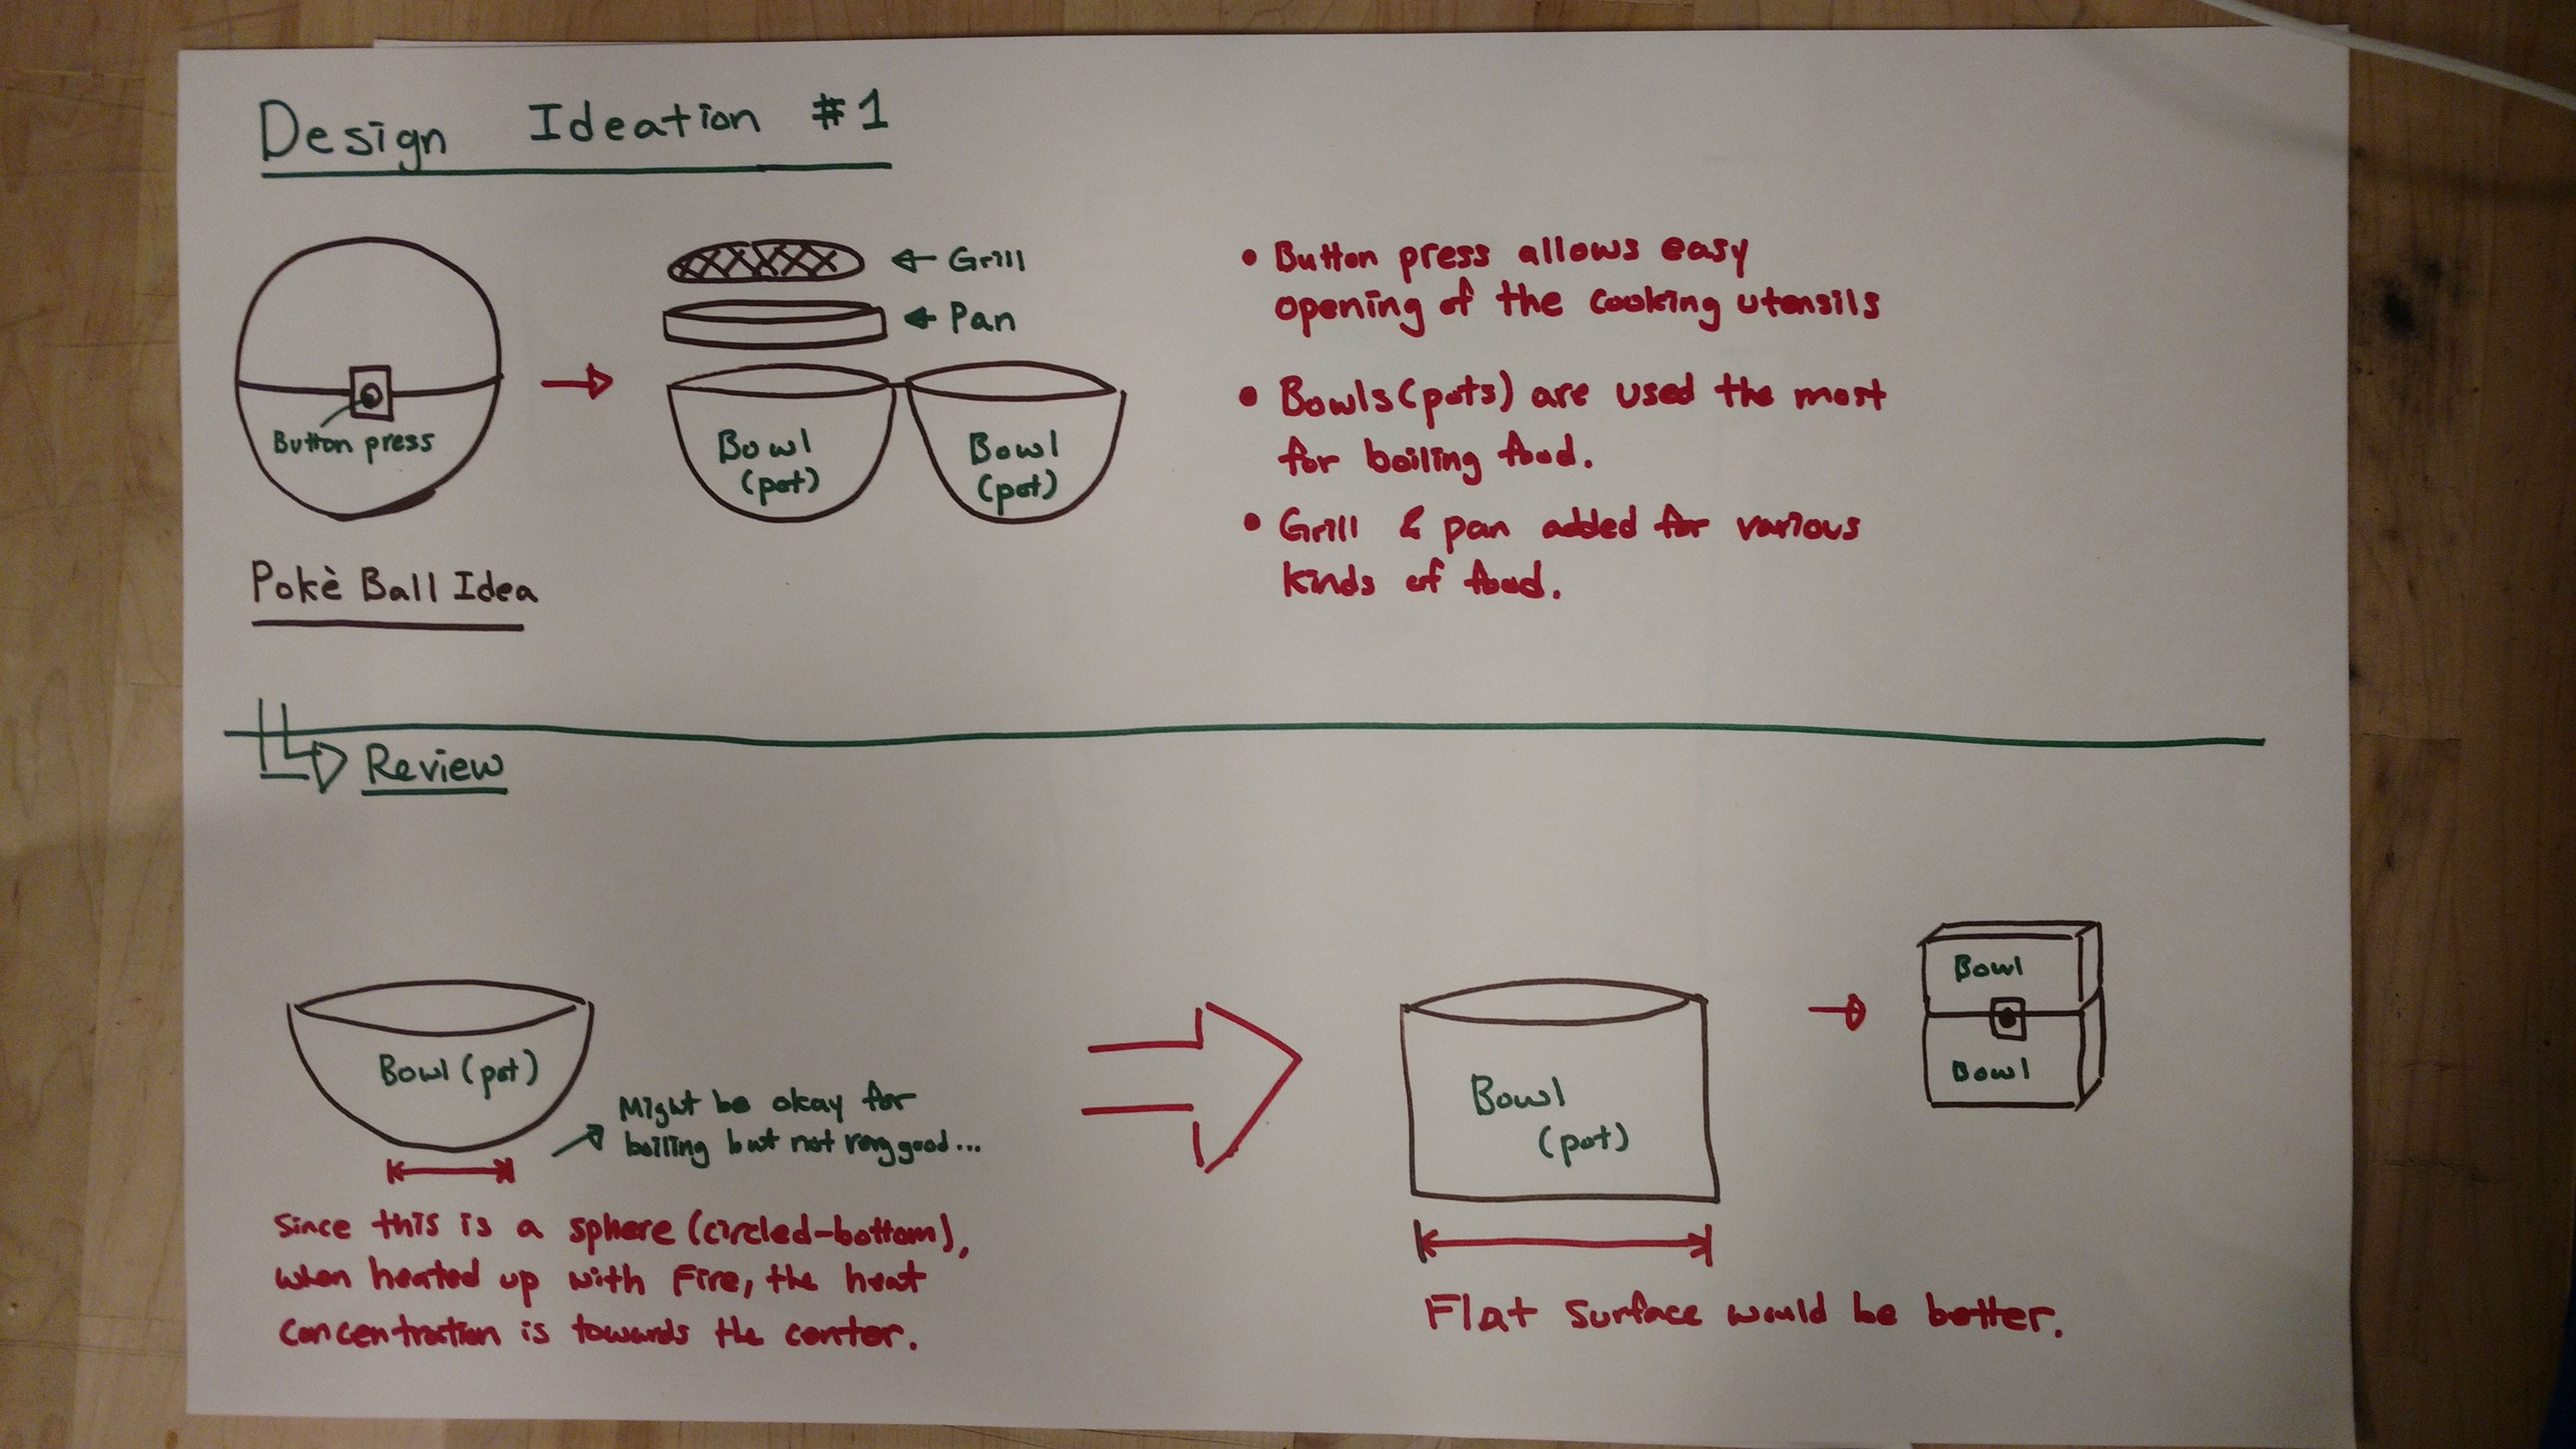 Design Ideation #1
Button press
Pokè Ball Idea
Grill
Pan
Bowl
(pot)
Bowl
(pot)
• Button press allows easy
opening of the cooking utensils
• Bowls(pots) are used the most
for boiling food.
• Grill & pan added for various
kinds of food.
Review
Bowl (pot)
Might be okay for
boiling but not very good...
Since this is a sphere (circled-bottom),
when heated up with Fire, the heat
concentration is towards the center.
Bowl
(pot)
Flat surface would be better.
Bowl
Bowl